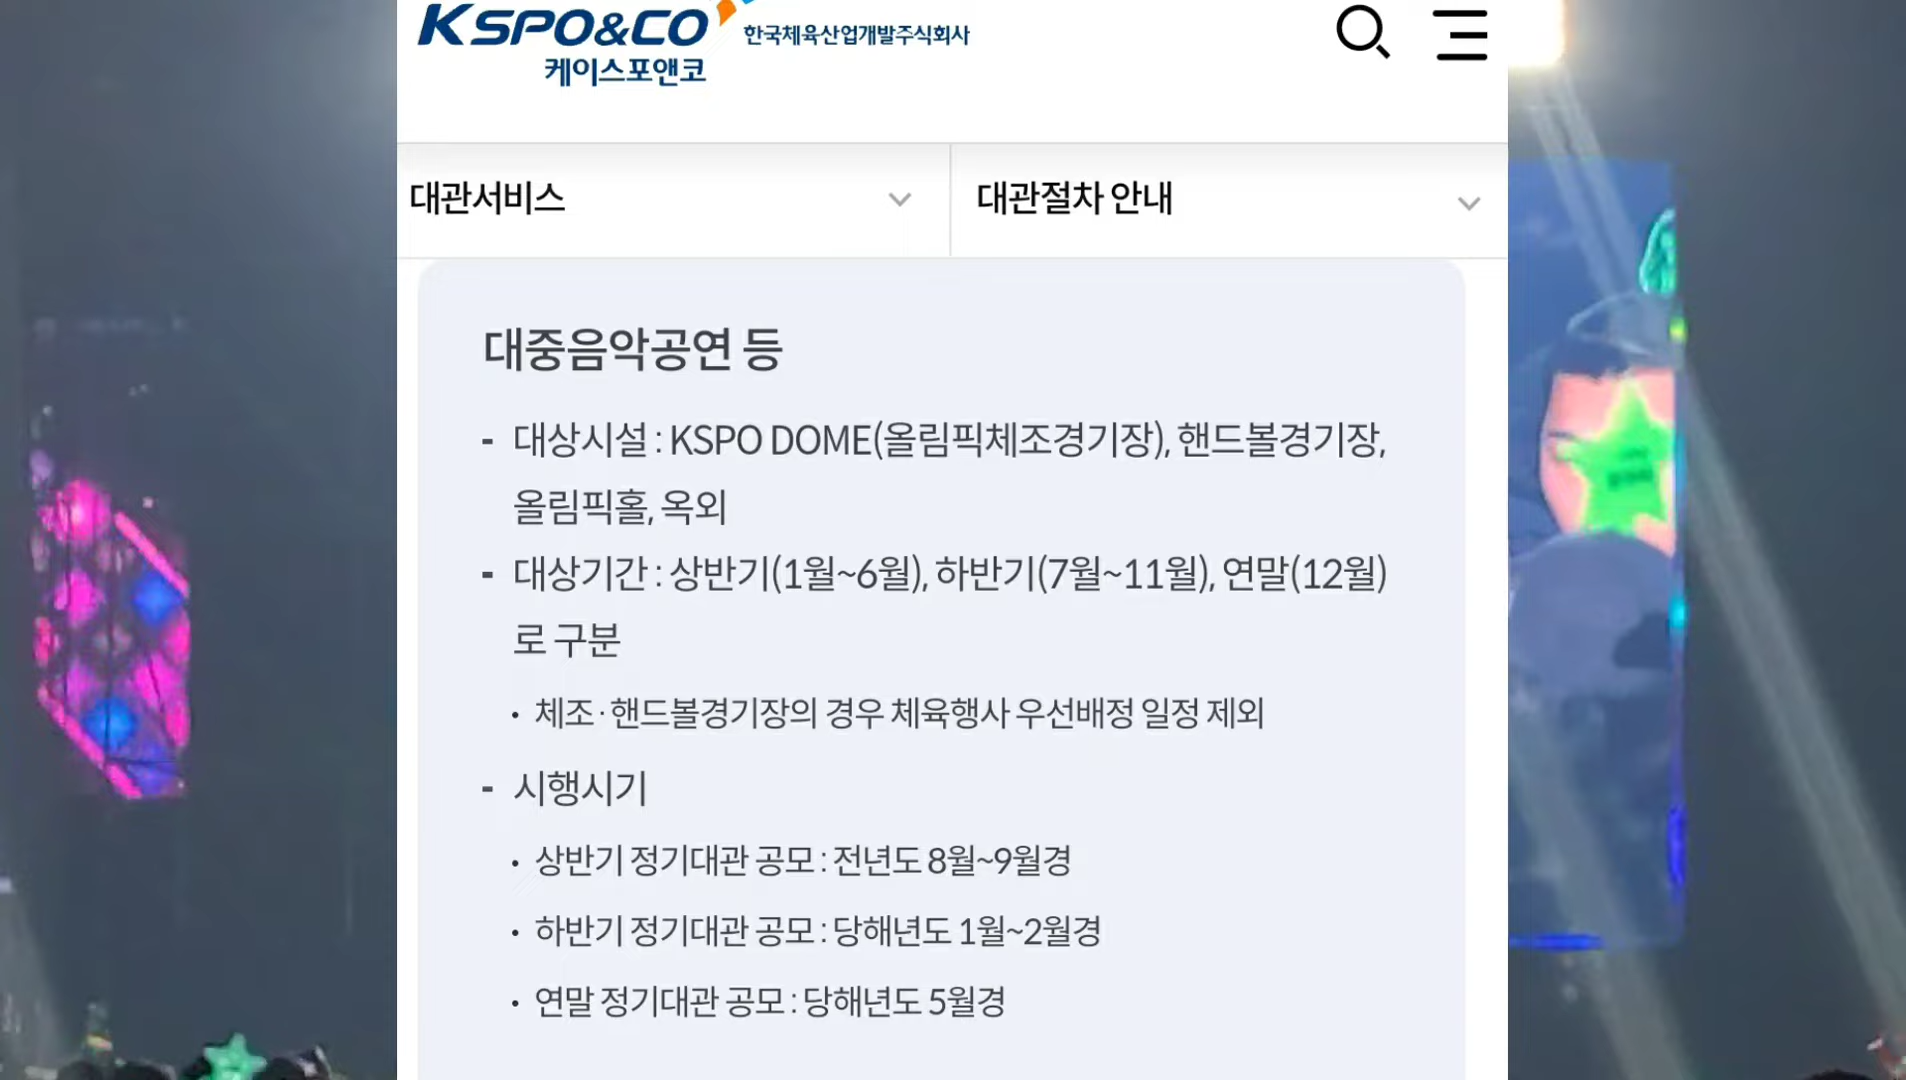 KSPO&CO 한국체육산업개발주식회사
케이스포앤코
대관서비스
대관절차 안내
대중음악공연 등
- 대상시설 : KSPO DOME(올림픽체조경기장), 핸드볼경기장,
올림픽홀, 옥외
- 대상기간 : 상반기(1월~6월), 하반기(7월~11월), 연말(12월)
로 구분
· 체조·핸드볼경기장의 경우 체육행사 우선배정 일정 제외
- 시행시기
· 상반기 정기대관 공모 : 전년도 8월~9월경
· 하반기 정기대관 공모 : 당해년도 1월~2월경
· 연말 정기대관 공모 : 당해년도 5월경